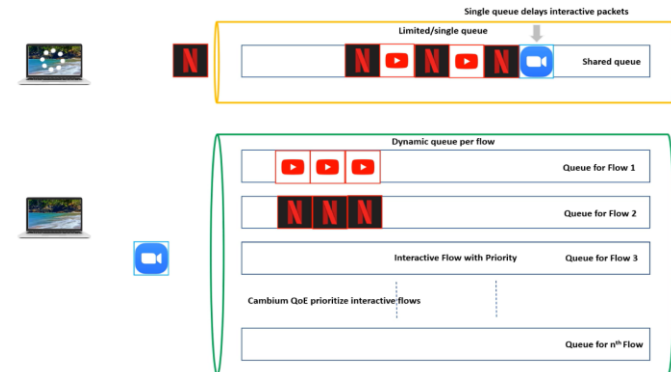 Single queue delays interactive packets
Limited/single queue
N
N
N
N
Shared queue
Dynamic queue per flow
Queue for Flow 1
N
N
N
Queue for Flow 2
Interactive Flow with Priority
Queue for Flow 3
Cambium QoE prioritize interactive flows
Queue for nth Flow